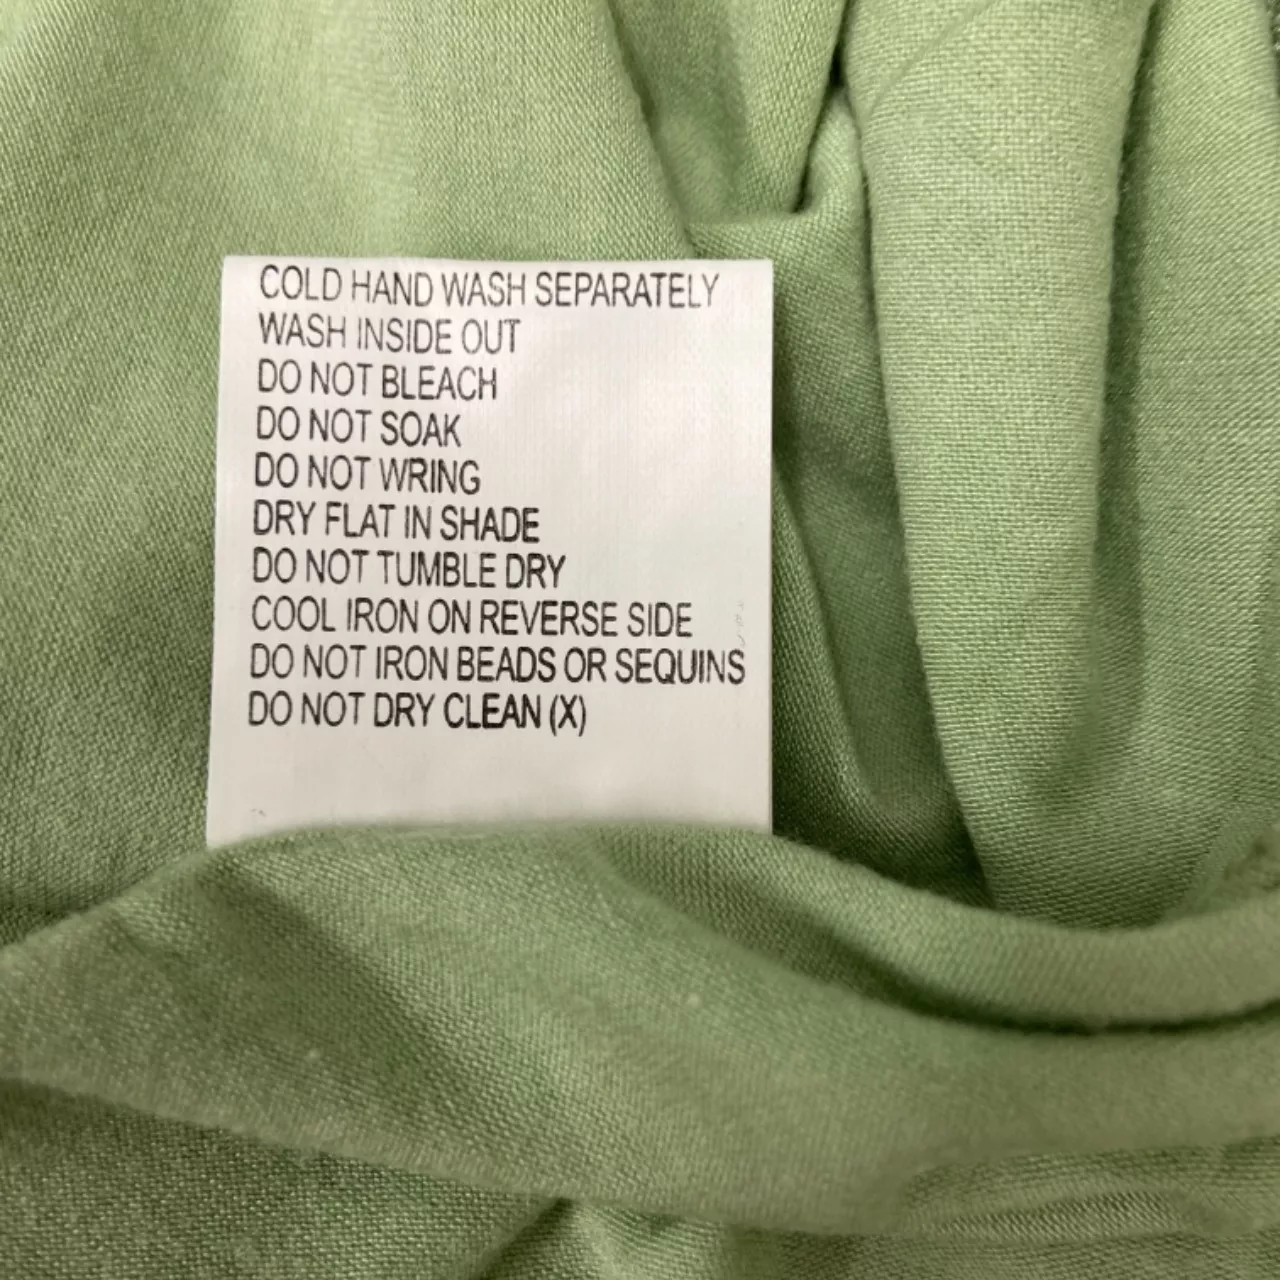 COLD HAND WASH SEPARATELY
WASH INSIDE OUT
DO NOT BLEACH
DO NOT SOAK
DO NOT WRING
DRY FLAT IN SHADE
DO NOT TUMBLE DRY
COOL IRON ON REVERSE SIDE
DO NOT IRON BEADS OR SEQUINS
DO NOT DRY CLEAN (X)